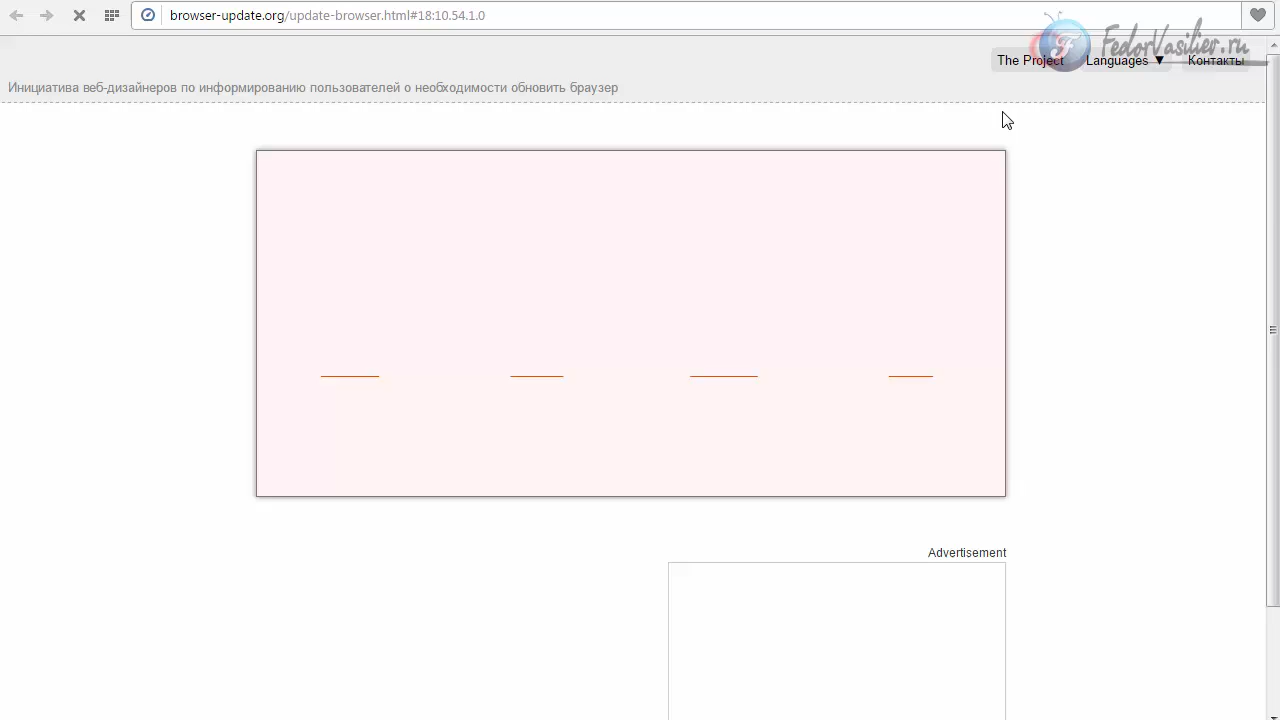 browser-update.org/update-browser.html#18:10.54.1.0
FedorVasilier.ru
The Project Languages ▼ Контакты
Инициатива веб-дизайнеров по информированию пользователей о необходимости обновить браузер
Advertisement